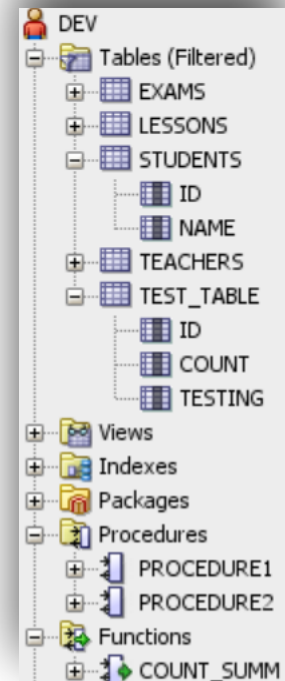 DEV
Tables (Filtered)
EXAMS
LESSONS
STUDENTS
ID
NAME
TEACHERS
TEST_TABLE
ID
COUNT
TESTING
Views
Indexes
Packages
Procedures
PROCEDURE1
PROCEDURE2
Functions
COUNT_SUMM